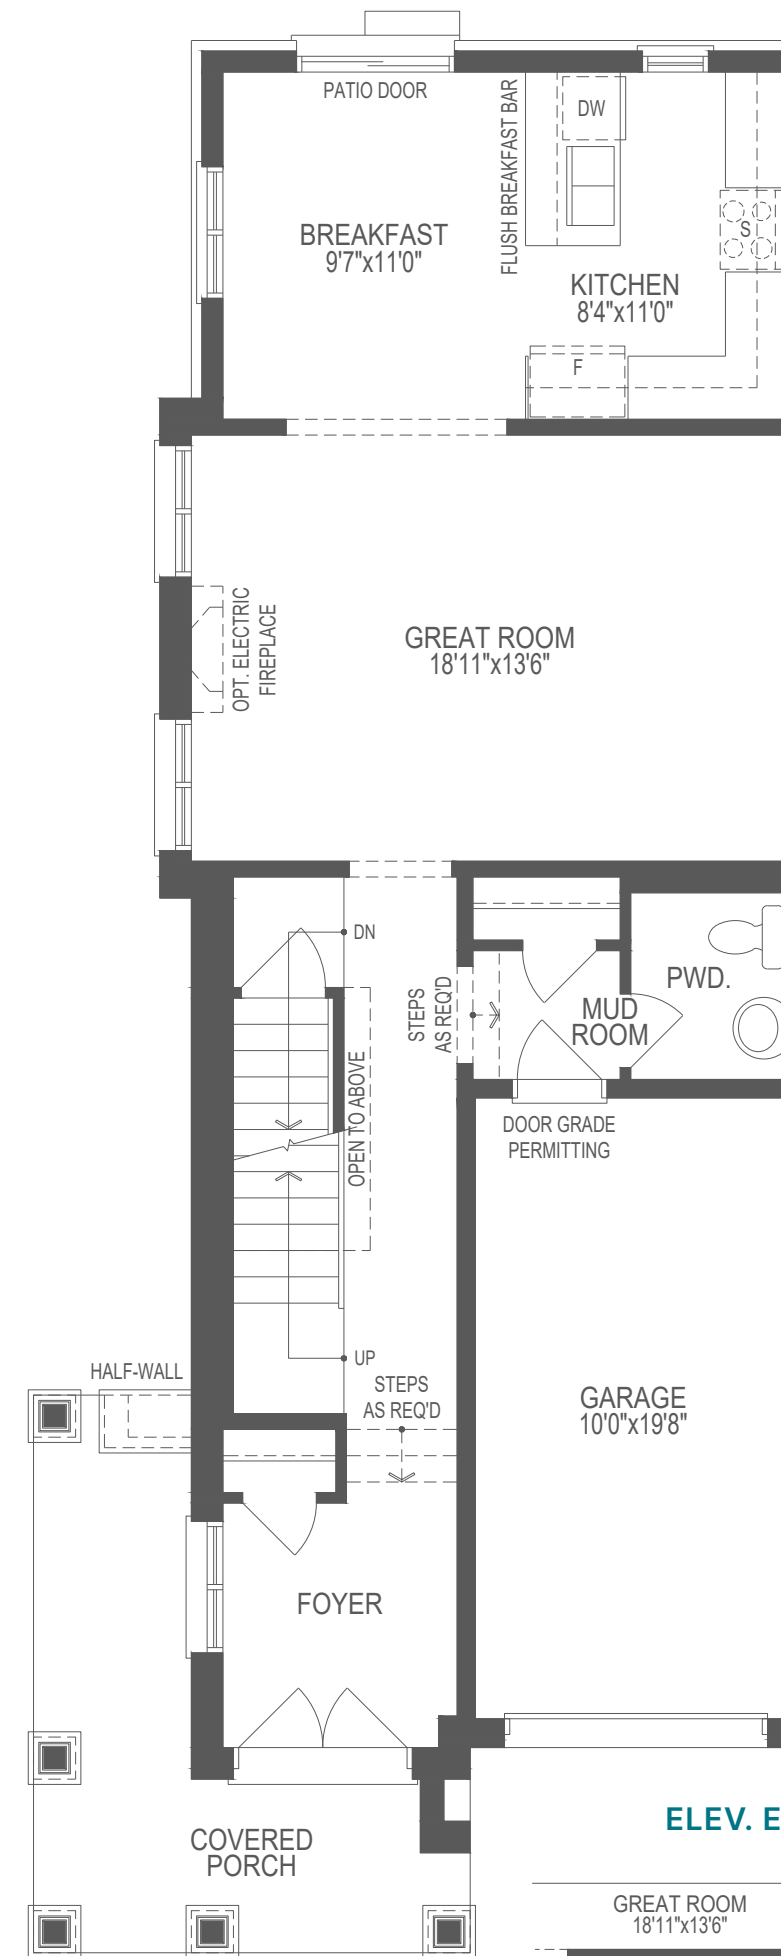 PATIO DOOR
FLUSH BREAKFAST BAR
DW
BREAKFAST
9'7"x11'0"
S
KITCHEN
8'4"x11'0"
F
OPT. ELECTRIC
FIREPLACE
GREAT ROOM
18'11"x13'6"
DN
STEPS
AS REQ'D
PWD.
MUD
ROOM
OPEN TO ABOVE
DOOR GRADE
PERMITTING
UP
HALF-WALL
STEPS
AS REQ'D
GARAGE
10'0"x19'8"
FOYER
COVERED
PORCH
ELEV. E
GREAT ROOM
18'11"x13'6"